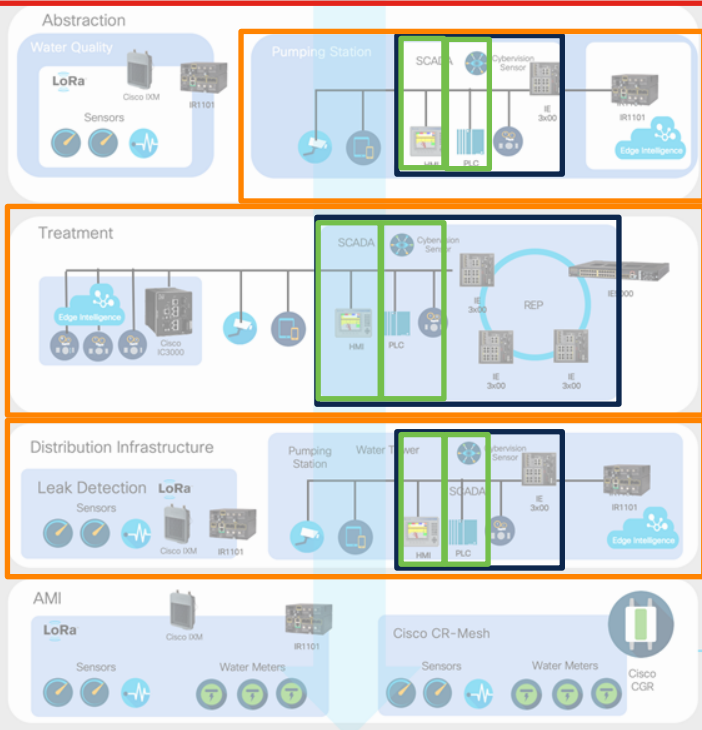 Abstraction
Water Quality
LoRa
Cisco IXM
IR1101
Sensors
Pumping Station
SCADA
Cybervision
Sensor
IE
3x00
IR1101
HMI
PLC
Edge Intelligence
Treatment
SCADA
Cybervision
Sensor
Edge Intelligence
Cisco
IC3000
HMI
PLC
IE
3x00
REP
IE
3x00
IE
3x00
Distribution Infrastructure
Leak Detection
LoRa
Sensors
Cisco IXM
IR1101
Pumping
Station
Water Tower
Cybervision
Sensor
SCADA
IE
3x00
IR1101
HMI
PLC
Edge Intelligence
AMI
LoRa
Cisco IXM
IR1101
Sensors
Water Meters
Cisco CR-Mesh
Sensors
Water Meters
Cisco
CGR